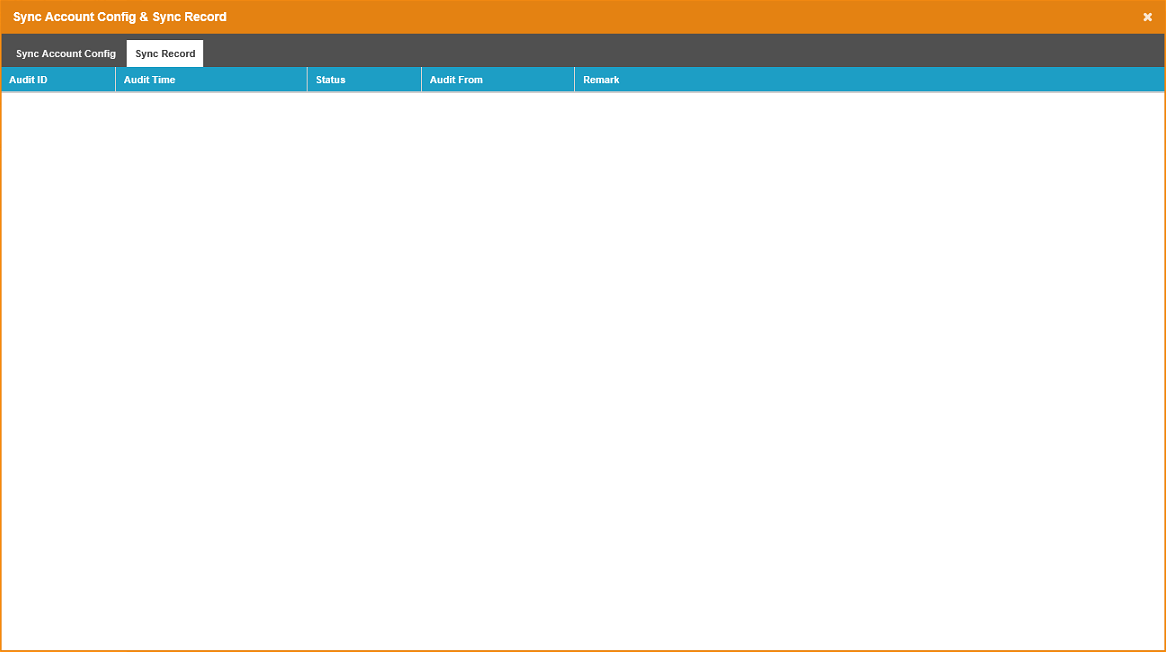 Sync Account Config & Sync Record
Sync Account Config Sync Record
Audit ID Audit Time Status Audit From Remark